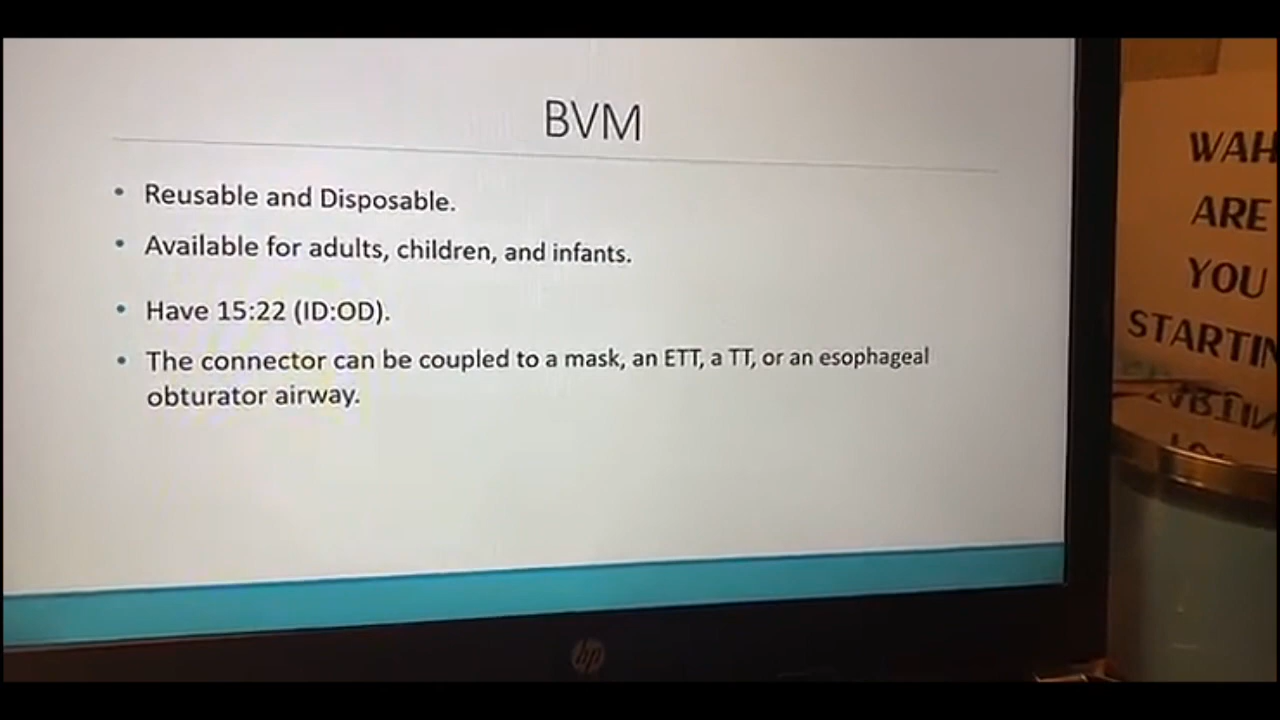 BVM
• Reusable and Disposable.
• Available for adults, children, and infants.
• Have 15:22 (ID:OD).
• The connector can be coupled to a mask, an ETT, a TT, or an esophageal
obturator airway.
hp
WAH
ARE
YOU
STARTIN